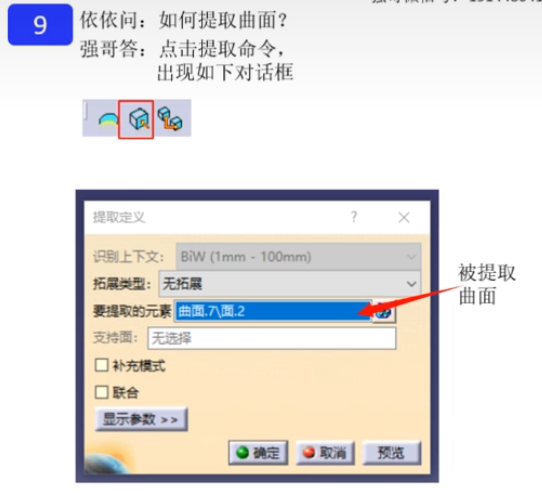 9
依依问：如何提取曲面？
强哥答：点击提取命令，
出现如下对话框
提取定义
?
×
识别上下文：
BiW (1mm - 100mm)
拓展类型：
无拓展
要提取的元素
曲面.7\面.2
支持面：
无选择
补充模式
联合
显示参数 >>
确定
取消
预览
被提取
曲面